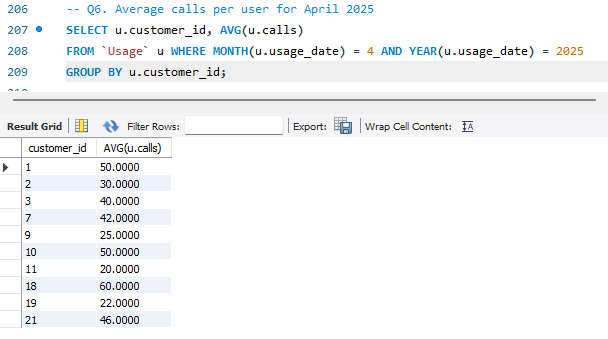 206 -- Q6. Average calls per user for April 2025
207 SELECT u.customer_id, AVG(u.calls)
208 FROM `Usage` u WHERE MONTH(u.usage_date) = 4 AND YEAR(u.usage_date) = 2025
209 GROUP BY u.customer_id;
Result Grid Filter Rows: Export: Wrap Cell Content:
customer_id AVG(u.calls)
1 50.0000
2 30.0000
3 40.0000
7 42.0000
9 25.0000
10 50.0000
11 20.0000
18 60.0000
19 22.0000
21 46.0000